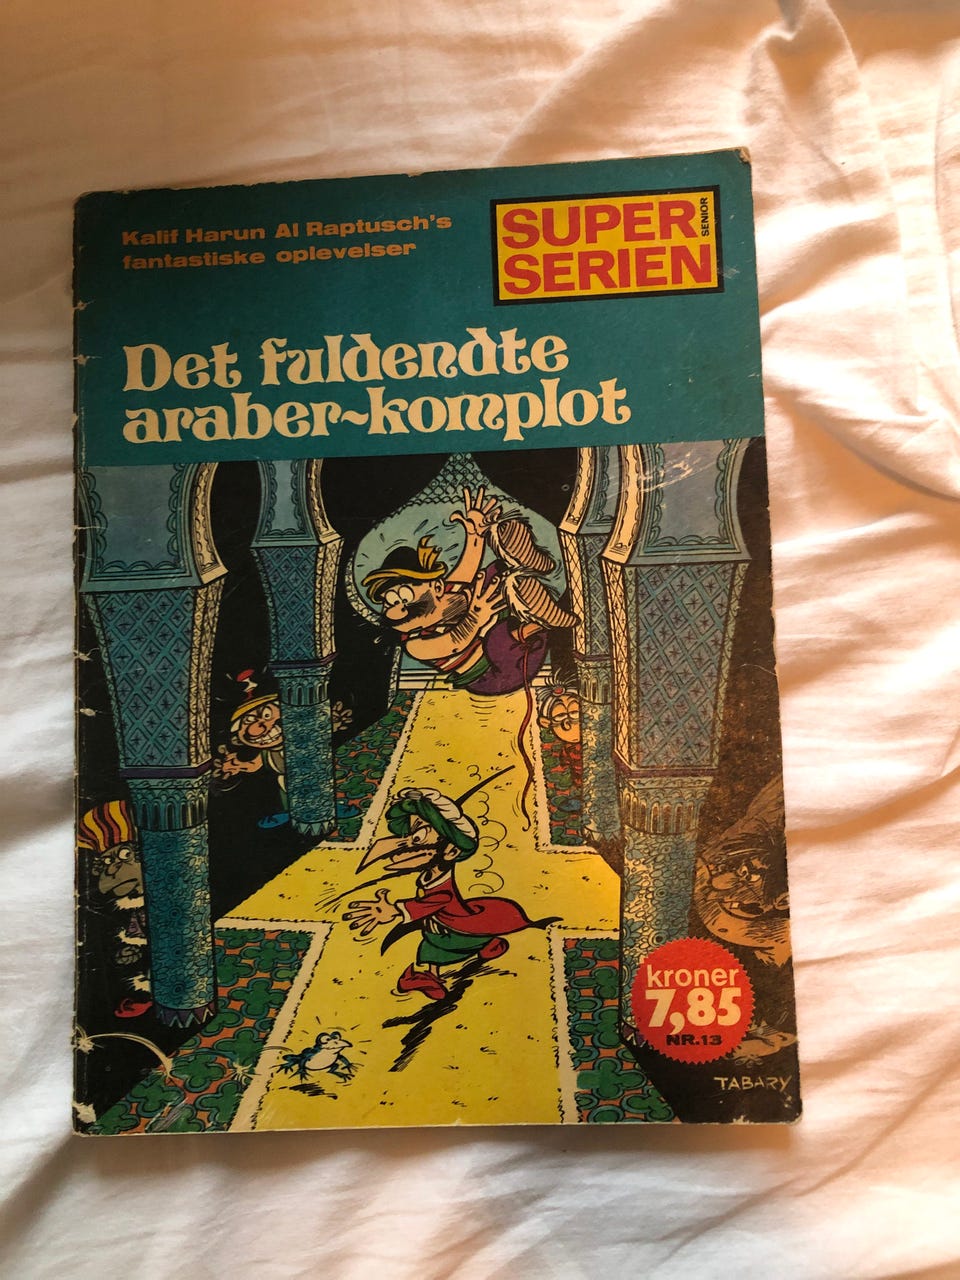 Kalif Harun Al Raptusch's
fantastiske oplevelser
SUPER
SENIOR
SERIEN
Det fuldendte
araber-komplot
kroner
7,85
NR.13
TABARY